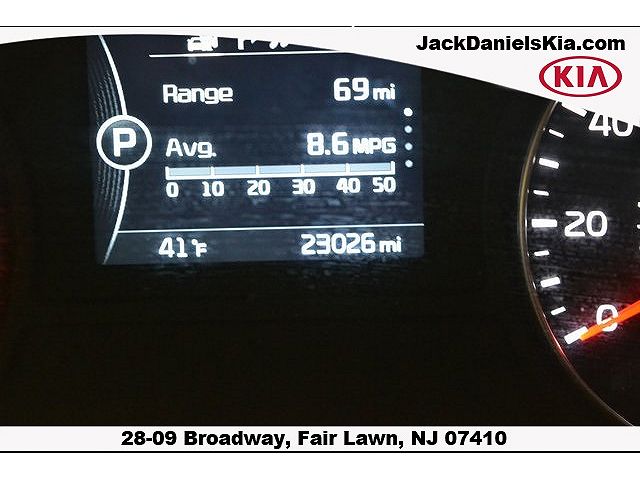 JackDanielsKia.com
KIA
Range 69 mi
P
Avg. 8.6 MPG
0 10 20 30 40 50
41°F 23026 mi
40
20
0
28-09 Broadway, Fair Lawn, NJ 07410